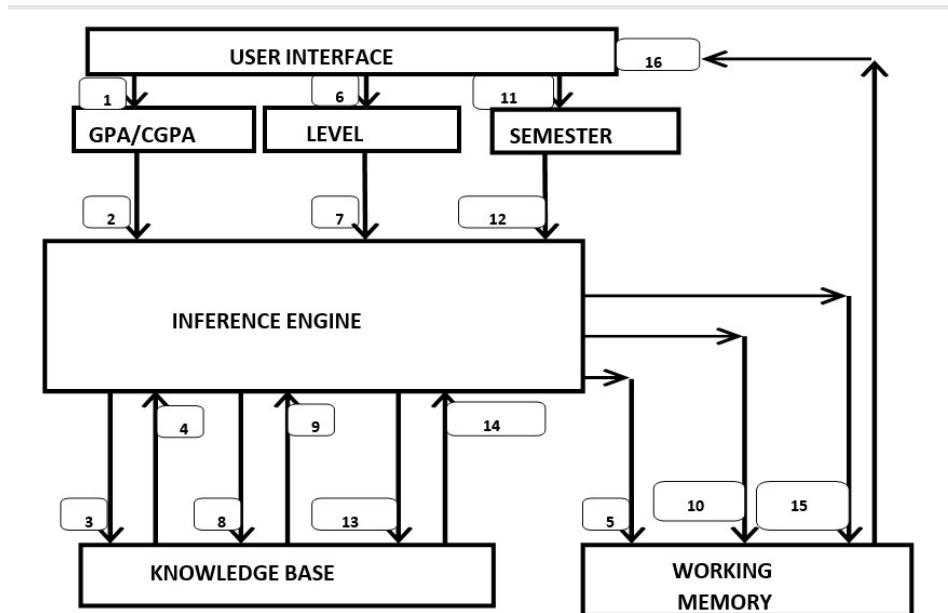 USER INTERFACE
16
1
6
11
GPA/CGPA
LEVEL
SEMESTER
2
7
12
INFERENCE ENGINE
4
9
14
3
8
13
5
10
15
KNOWLEDGE BASE
WORKING
MEMORY